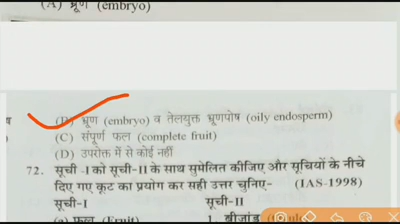 (A) भ्रूण (embryo)
(B) भ्रूण (embryo) व तेलयुक्त भ्रूणपोष (oily endosperm)
(C) संपूर्ण फल (complete fruit)
(D) उपरोक्त में से कोई नहीं
72. सूची -I को सूची-II के साथ सुमेलित कीजिए और सूचियों के नीचे
दिए गए कूट का प्रयोग कर सही उत्तर चुनिए- (IAS-1998)
सूची-I सूची-II
(a) फल (Fruit) 1. बीजांड